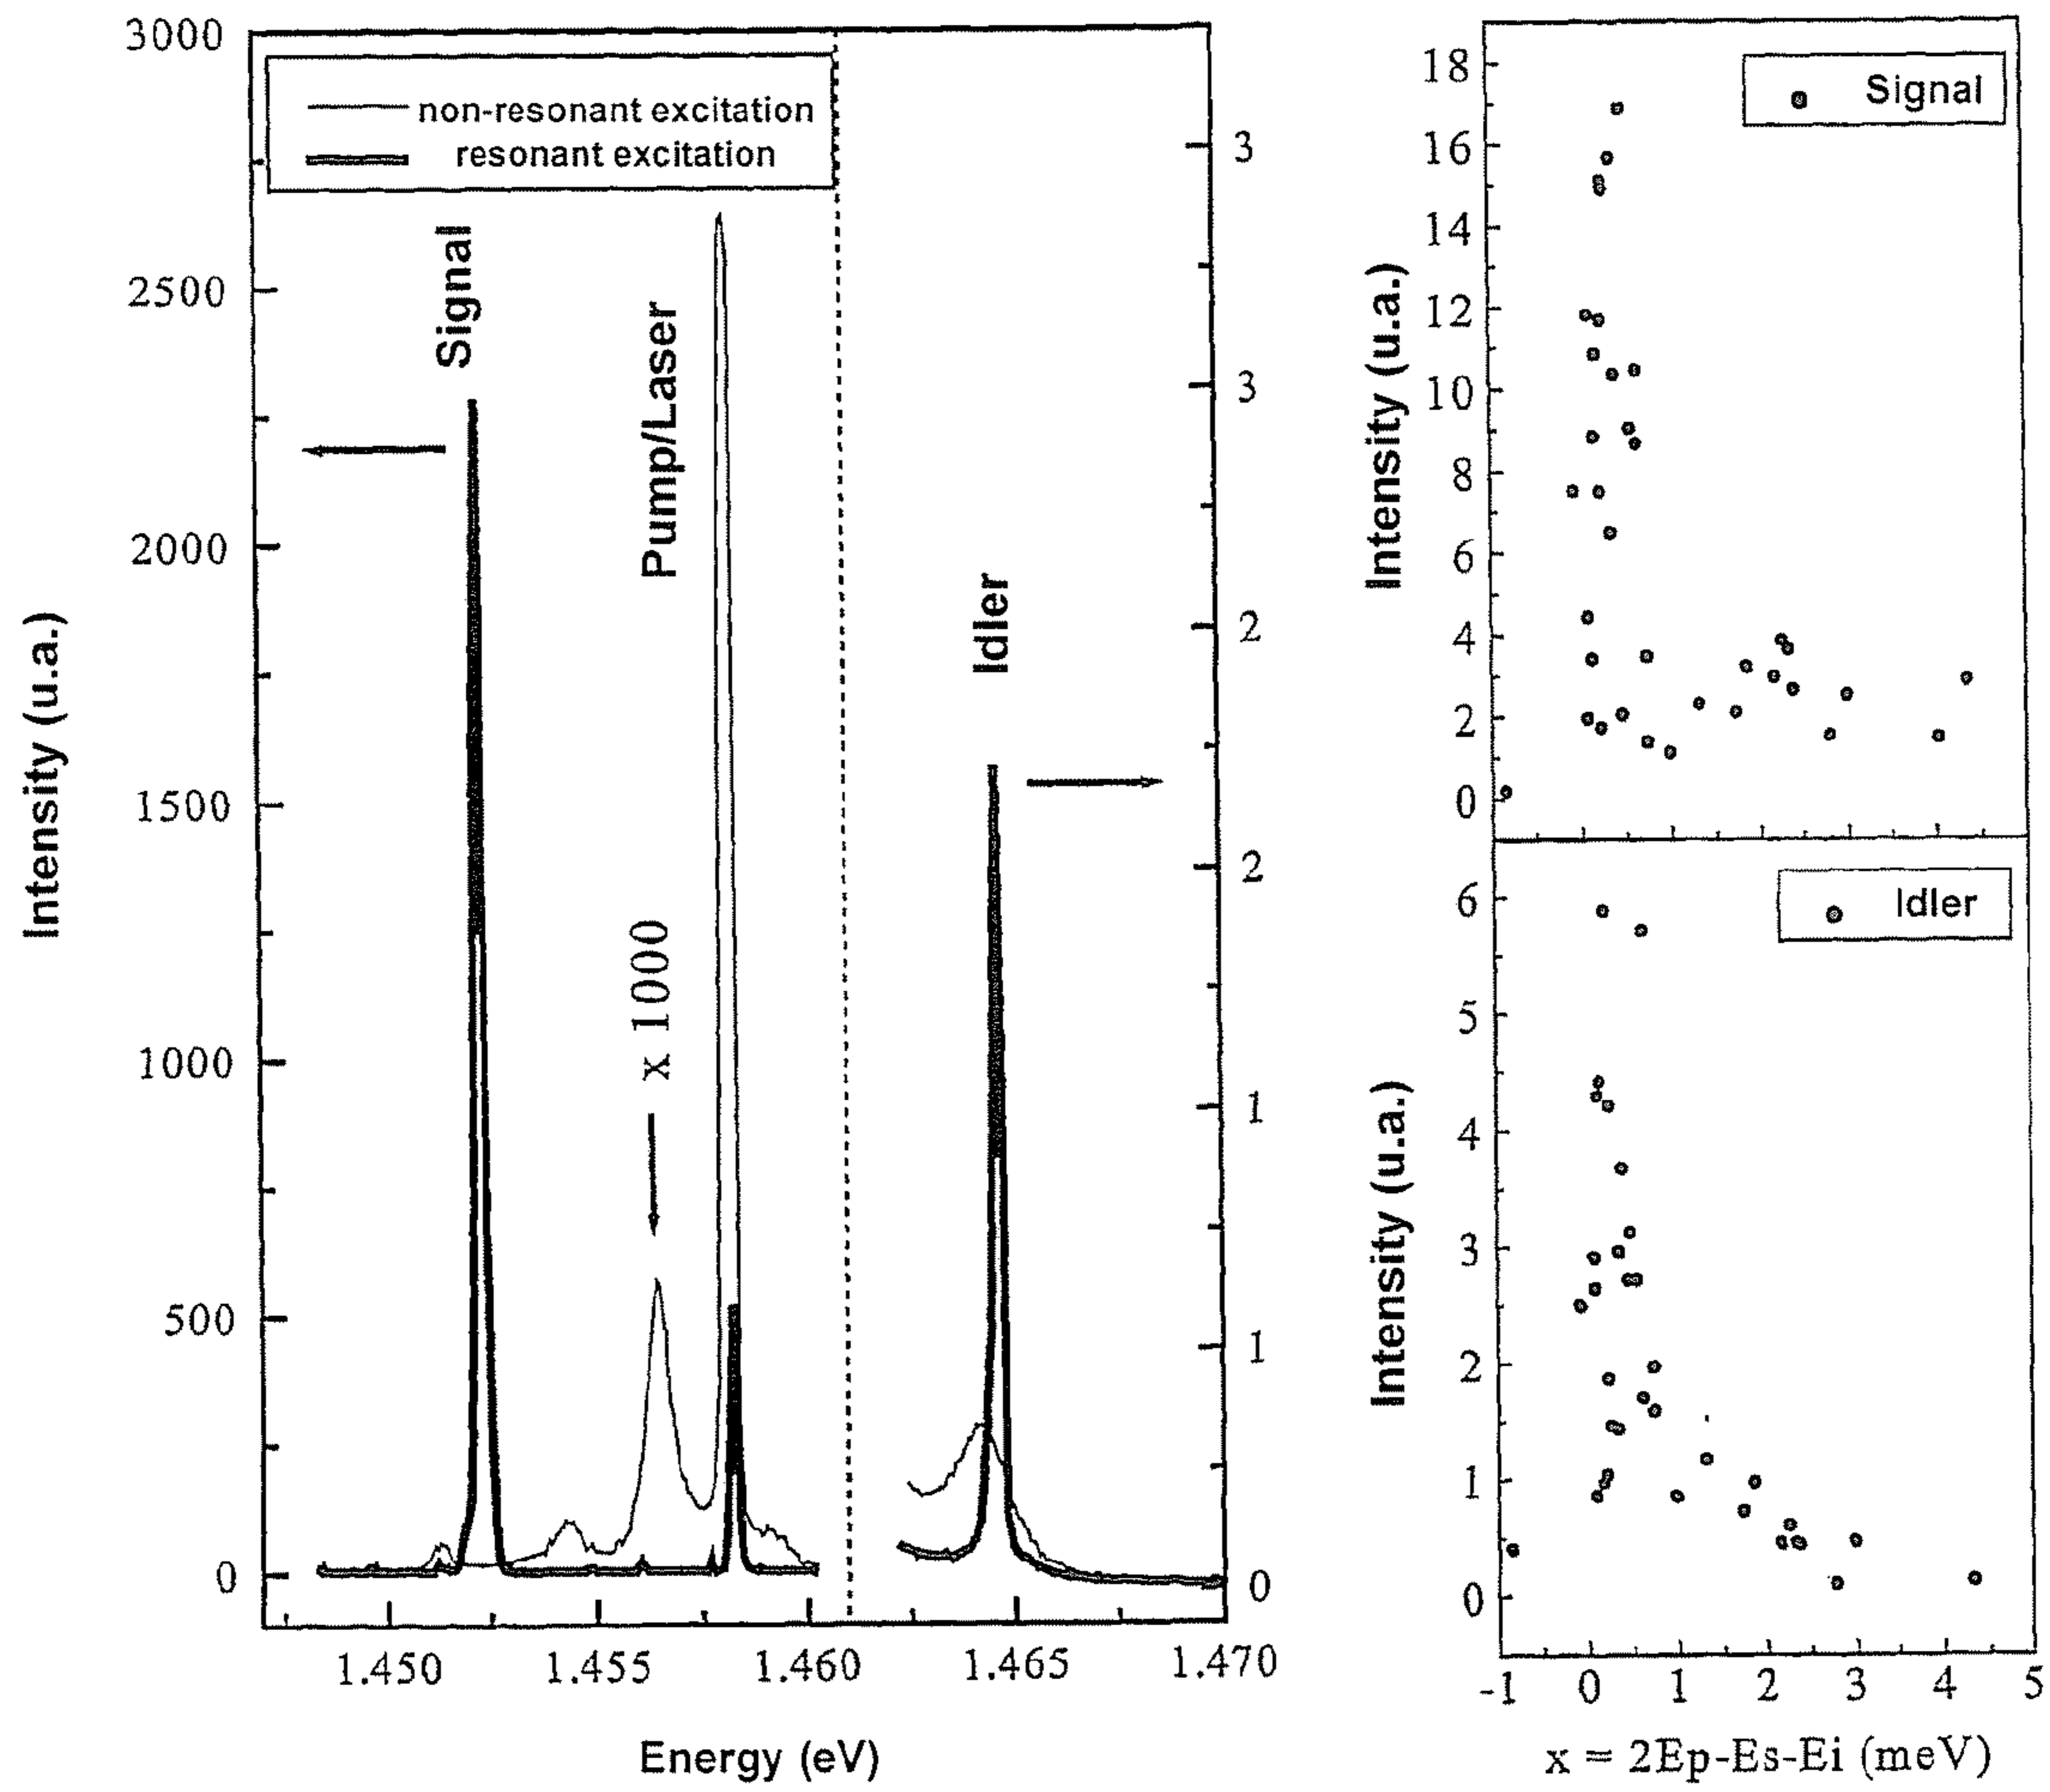 3000
2500
2000
1500
1000
500
0
Intensity (u.a.)
non-resonant excitation
resonant excitation
Signal
Pump/Laser
x 1000
Idler
3
3
2
2
1
1
0
1.450 1.455 1.460 1.465 1.470
Energy (eV)
18
16
14
12
10
8
6
4
2
0
Intensity (u.a.)
Signal
6
5
4
3
2
1
0
Intensity (u.a.)
Idler
-1 0 1 2 3 4 5
x = 2Ep-Es-Ei (meV)